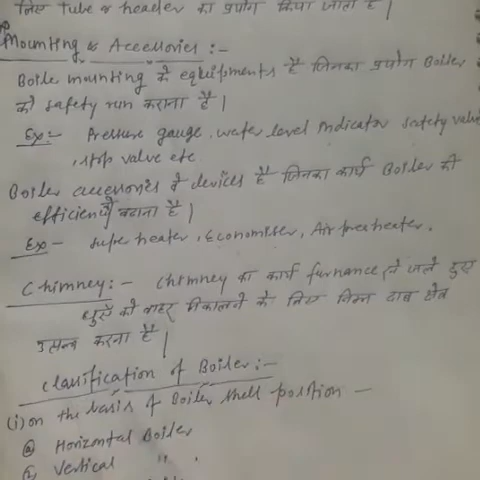 लिए Tube व header का प्रयोग किया जाता है |
Mounting & Accessories :-
Boiler mounting वे equipments है जिनका प्रयोग Boiler
को safety run कराना है |
Ex:- Pressure gauge, water level indicator safety valve
, stop valve etc
Boiler accessories वे devices है जिनका कार्य Boiler की
efficiency बढाना है |
Ex - super heater, Economiser, Air preheater.
Chimney :- Chimney का कार्य furnance से जले हुए
धुएँ को बाहर निकालने के लिए निम्न दाब क्षेत्र
उत्पन्न करना है |
Classification of Boiler :-
(i) on the basis of Boiler shell position -
(a) Horizontal Boiler
(b) Vertical " .